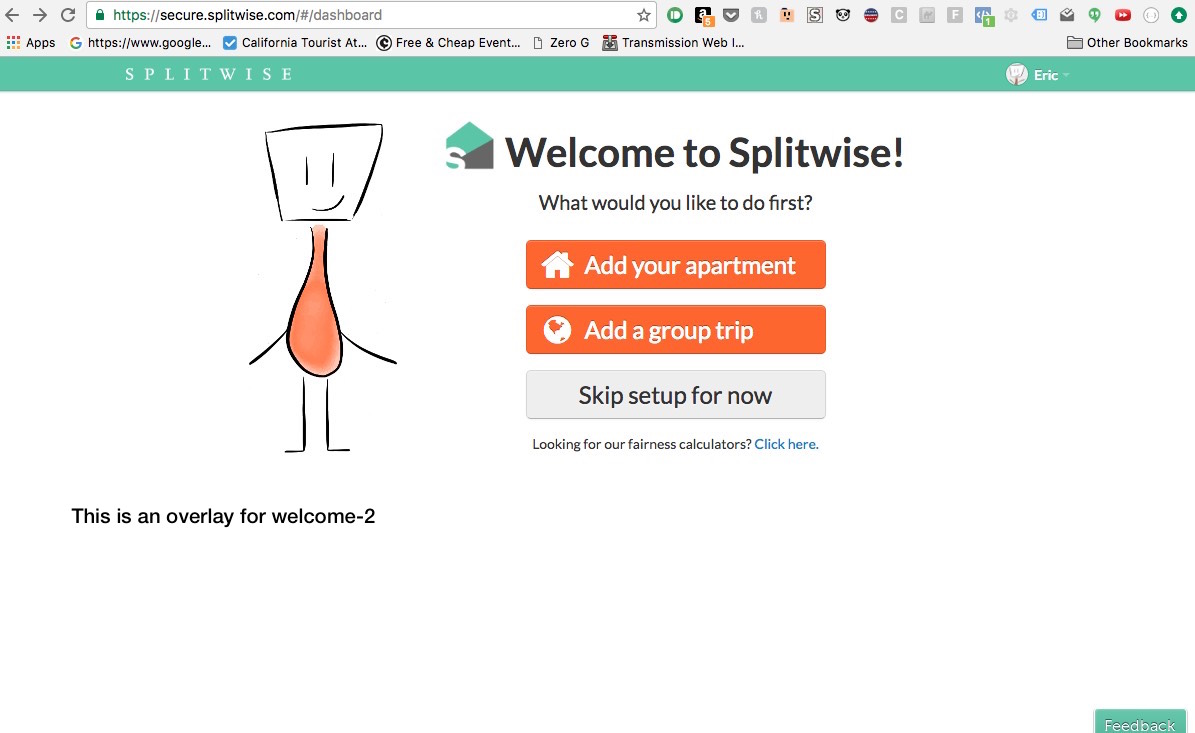 https://secure.splitwise.com/#/dashboard
5
1
Apps
https://www.google...
California Tourist At...
Free & Cheap Event...
Zero G
Transmission Web I...
Other Bookmarks
SPLITWISE
Eric
Welcome to Splitwise!
What would you like to do first?
Add your apartment
Add a group trip
Skip setup for now
Looking for our fairness calculators? Click here.
This is an overlay for welcome-2
Feedback